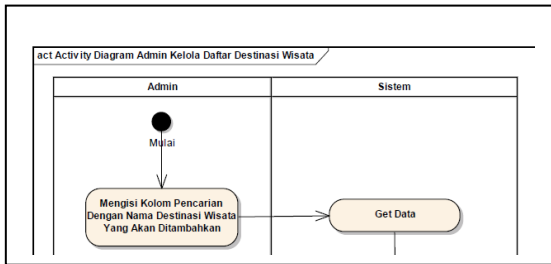 act Activity Diagram Admin Kelola Daftar Destinasi Wisata
Admin
Sistem
Mulai
Mengisi Kolom Pencarian
Dengan Nama Destinasi Wisata
Yang Akan Ditambahkan
Get Data